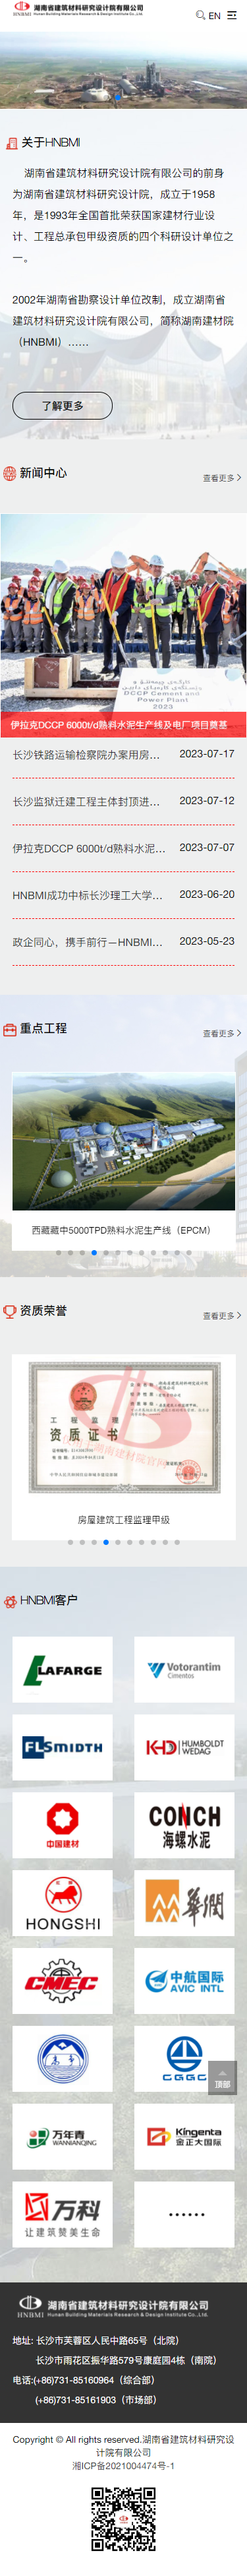 湖南省建筑材料研究设计院有限公司
HNBMI Hunan Building Materials Research & Design Institute Co., Ltd.
EN
关于HNBMI
湖南省建筑材料研究设计院有限公司的前身
为湖南省建筑材料研究设计院，成立于1958
年，是1993年全国首批荣获国家建材行业设
计、工程总承包甲级资质的四个科研设计单位之
一。
2002年湖南省勘察设计单位改制，成立湖南省
建筑材料研究设计院有限公司，简称湖南建材院
（HNBMI）……
了解更多
新闻中心
查看更多
DCCP Cement and
Power Plant
2023
伊拉克DCCP 6000t/d熟料水泥生产线及电厂项目奠基
长沙铁路运输检察院办案用房... 2023-07-17
长沙监狱迁建工程主体封顶进... 2023-07-12
伊拉克DCCP 6000t/d熟料水泥... 2023-07-07
HNBMI成功中标长沙理工大学... 2023-06-20
政企同心，携手前行—HNBMI... 2023-05-23
重点工程
查看更多
西藏藏中5000TPD熟料水泥生产线（EPCM）
资质荣誉
查看更多
工程监理
资质证书
房屋建筑工程监理甲级
HNBMI客户
LAFARGE
Votorantim
Cimentos
FLSMIDTH
KHD HUMBOLDT
WEDAG
中国建材
CONCH
海螺水泥
HONGSHI
华润
CMEC
中航国际
AVIC INTL
CGGC
顶部
万年青
WANNIANQING
Kingenta
金正大国际
万科
让建筑赞美生命
······
湖南省建筑材料研究设计院有限公司
HNBMI Hunan Building Materials Research & Design Institute Co., Ltd.
地址: 长沙市芙蓉区人民中路65号（北院）
长沙市雨花区振华路579号康庭园4栋（南院）
电话:(+86)731-85160964（综合部）
(+86)731-85161903（市场部）
Copyright © All rights reserved.湖南省建筑材料研究设
计院有限公司
湘ICP备2021004474号-1